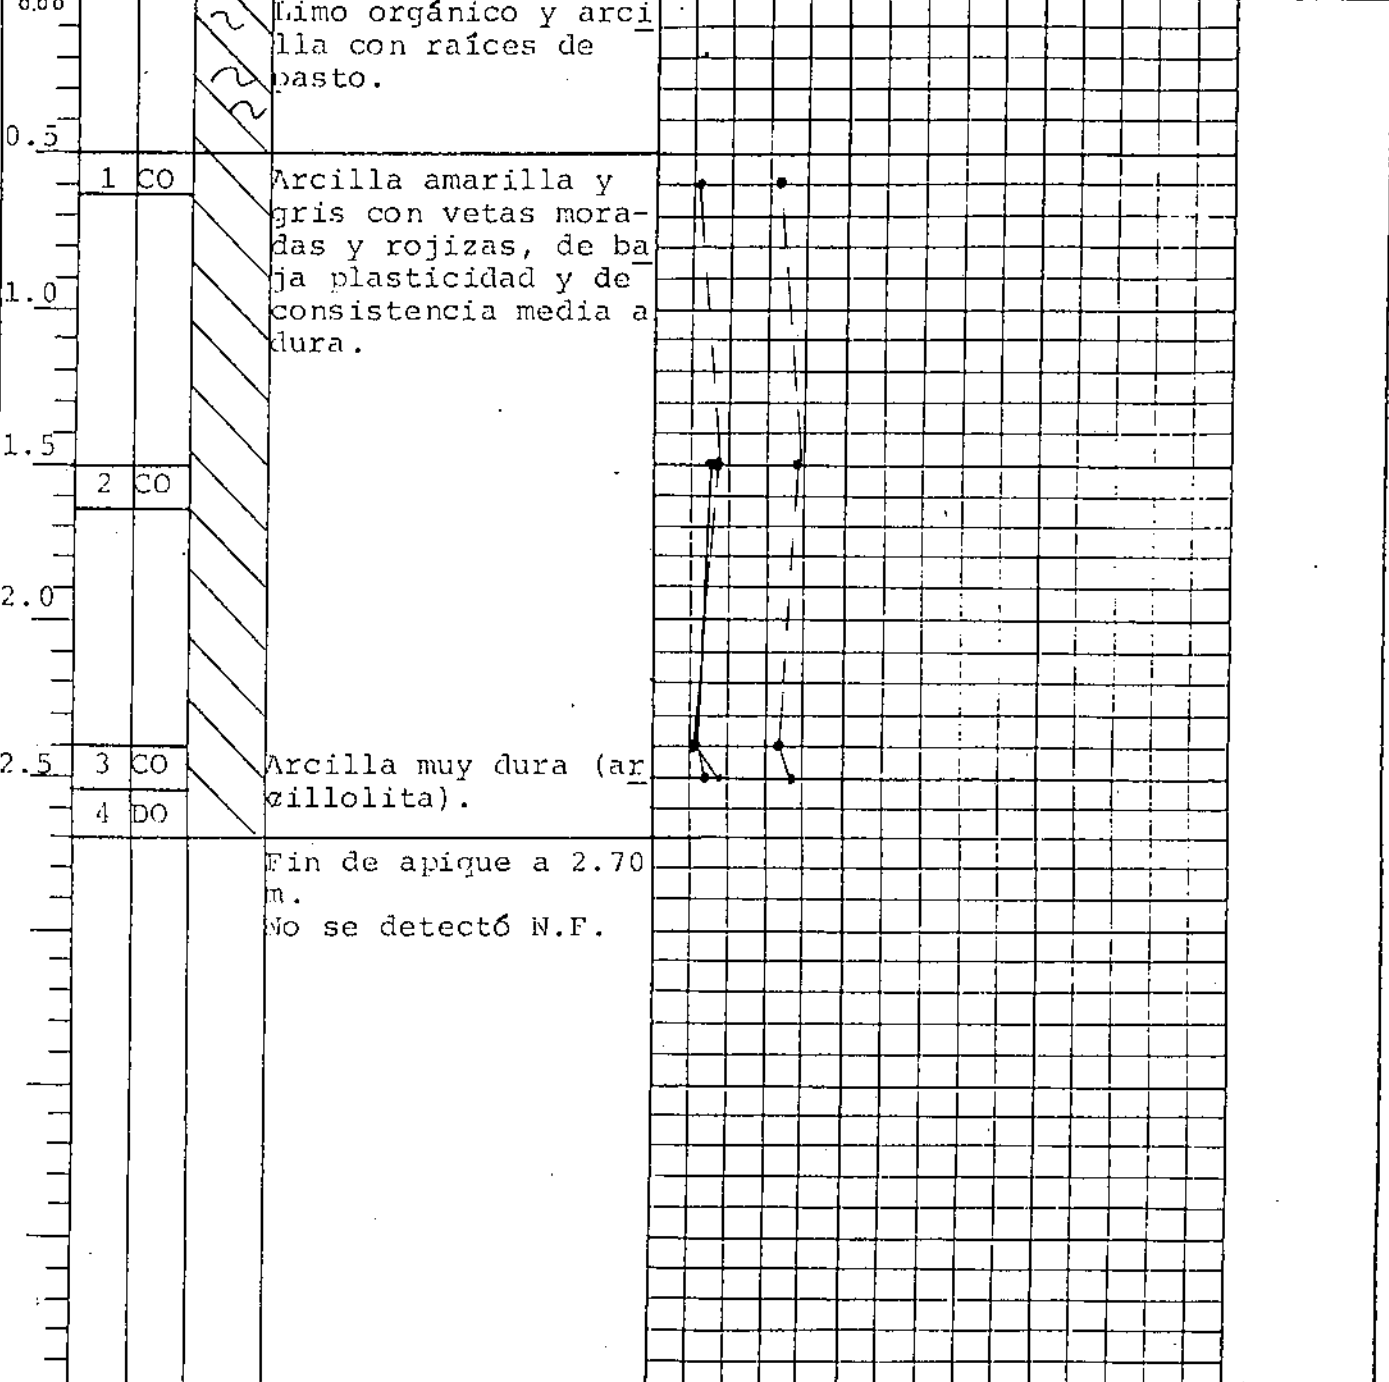 0.00
Limo orgánico y arci
lla con raíces de
pasto.
0.5
1 CO
Arcilla amarilla y
gris con vetas mora-
das y rojizas, de ba
ja plasticidad y de
1.0
consistencia media a
dura.
1.5
2 CO
2.0
2.5
3 CO
Arcilla muy dura (ar
cillolita).
4 DO
Fin de apique a 2.70
m.
No se detectó N.F.